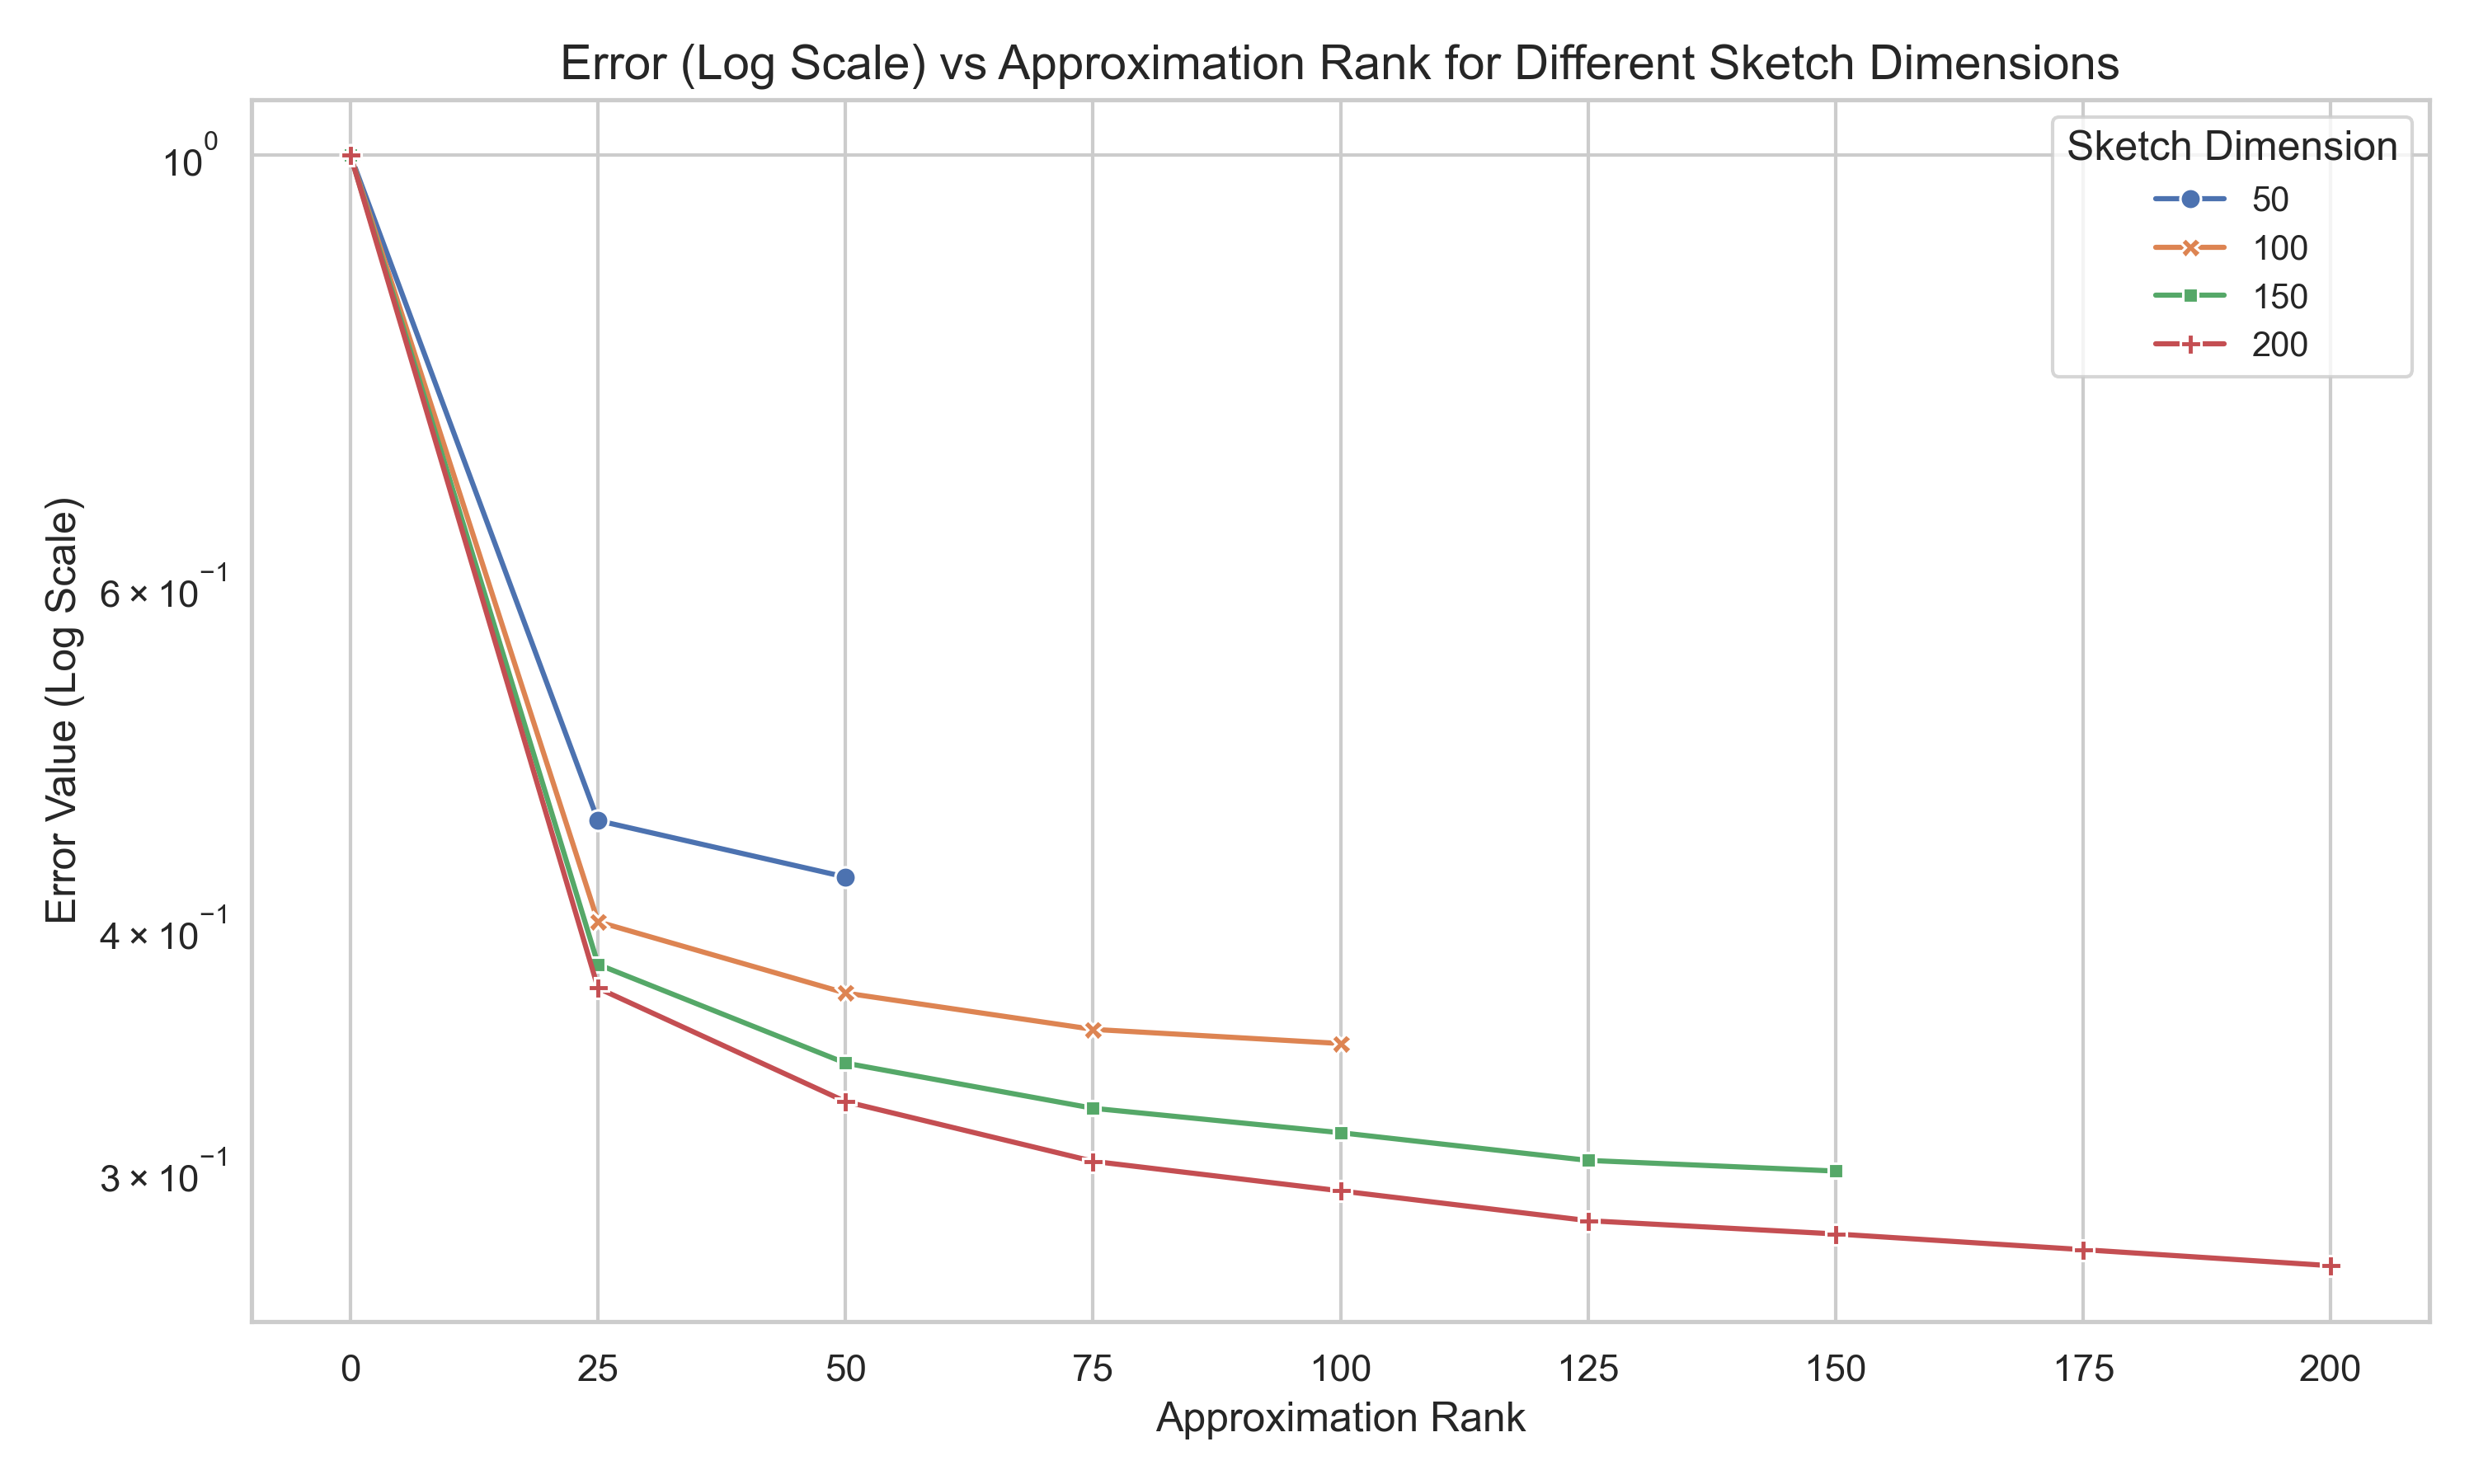 Error (Log Scale) vs Approximation Rank for Different Sketch Dimensions
Error Value (Log Scale)
10⁰
6 × 10⁻¹
4 × 10⁻¹
3 × 10⁻¹
Sketch Dimension
50
100
150
200
0 25 50 75 100 125 150 175 200
Approximation Rank